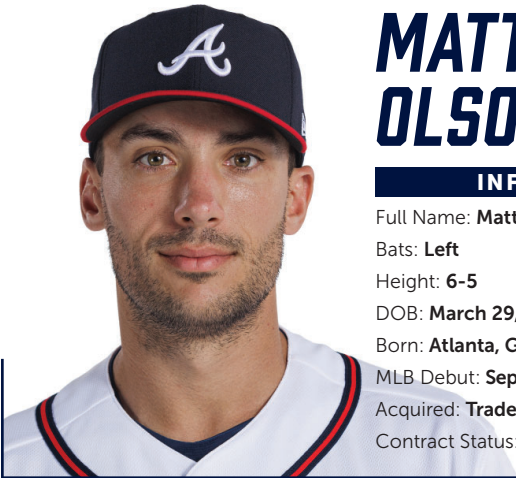 A
MATT
OLSO
INF
Full Name: Matt
Bats: Left
Height: 6-5
DOB: March 29,
Born: Atlanta, G
MLB Debut: Sep
Acquired: Trade
Contract Status: